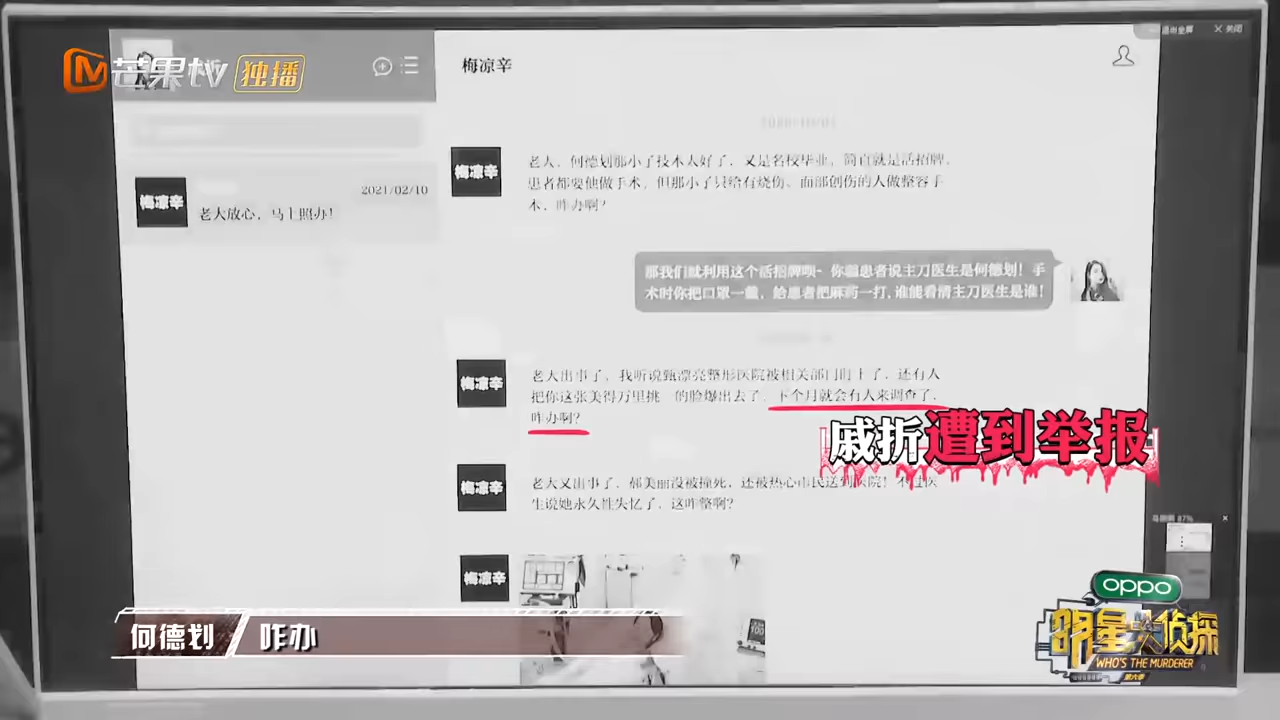 芒果tv 独播
退出全屏 × 关闭
梅凉辛
梅凉辛
2021/02/10
老大放心，马上照办！
梅凉辛
老大，何德划那小子技术太好了，又是名校毕业，简直就是活招牌，
患者都要他做手术，但那小子只给有烧伤、面部创伤的人做整容手
术，咋办啊？
那我们就利用这个活招牌呗~ 你骗患者说主刀医生是何德划！手
术时你把口罩一戴，给患者把麻药一打，谁能看清主刀医生是谁！
梅凉辛
老大出事了，我听说甄漂亮整形医院被相关部门盯上了，还有人
把你这张美得万里挑一的脸爆出去了，下个月就会有人来调查了，
咋办啊？
戚折遭到举报
梅凉辛
老大又出事了，郝美丽没被撞死，还被热心市民送到医院！不过医
生说她永久性失忆了，这咋整啊？
梅凉辛
87%
何德划 咋办
oppo
明星大侦探
WHO'S THE MURDERER
第六季